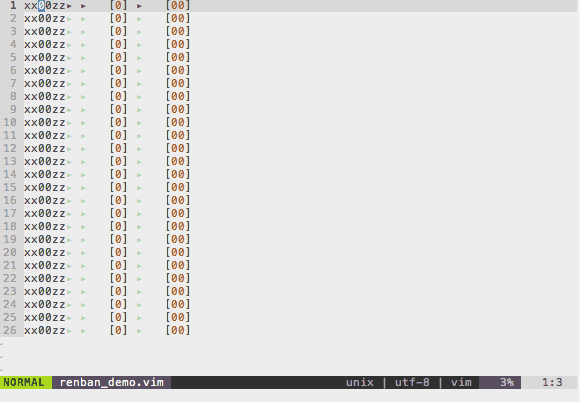 1 xx00zz▸ ▸ [0] ▸ [00]
2 xx00zz▸ ▸ [0] ▸ [00]
3 xx00zz▸ ▸ [0] ▸ [00]
4 xx00zz▸ ▸ [0] ▸ [00]
5 xx00zz▸ ▸ [0] ▸ [00]
6 xx00zz▸ ▸ [0] ▸ [00]
7 xx00zz▸ ▸ [0] ▸ [00]
8 xx00zz▸ ▸ [0] ▸ [00]
9 xx00zz▸ ▸ [0] ▸ [00]
10 xx00zz▸ ▸ [0] ▸ [00]
11 xx00zz▸ ▸ [0] ▸ [00]
12 xx00zz▸ ▸ [0] ▸ [00]
13 xx00zz▸ ▸ [0] ▸ [00]
14 xx00zz▸ ▸ [0] ▸ [00]
15 xx00zz▸ ▸ [0] ▸ [00]
16 xx00zz▸ ▸ [0] ▸ [00]
17 xx00zz▸ ▸ [0] ▸ [00]
18 xx00zz▸ ▸ [0] ▸ [00]
19 xx00zz▸ ▸ [0] ▸ [00]
20 xx00zz▸ ▸ [0] ▸ [00]
21 xx00zz▸ ▸ [0] ▸ [00]
22 xx00zz▸ ▸ [0] ▸ [00]
23 xx00zz▸ ▸ [0] ▸ [00]
24 xx00zz▸ ▸ [0] ▸ [00]
25 xx00zz▸ ▸ [0] ▸ [00]
26 xx00zz▸ ▸ [0] ▸ [00]
~
~
~
NORMAL renban_demo.vim unix | utf-8 | vim 3% 1:3